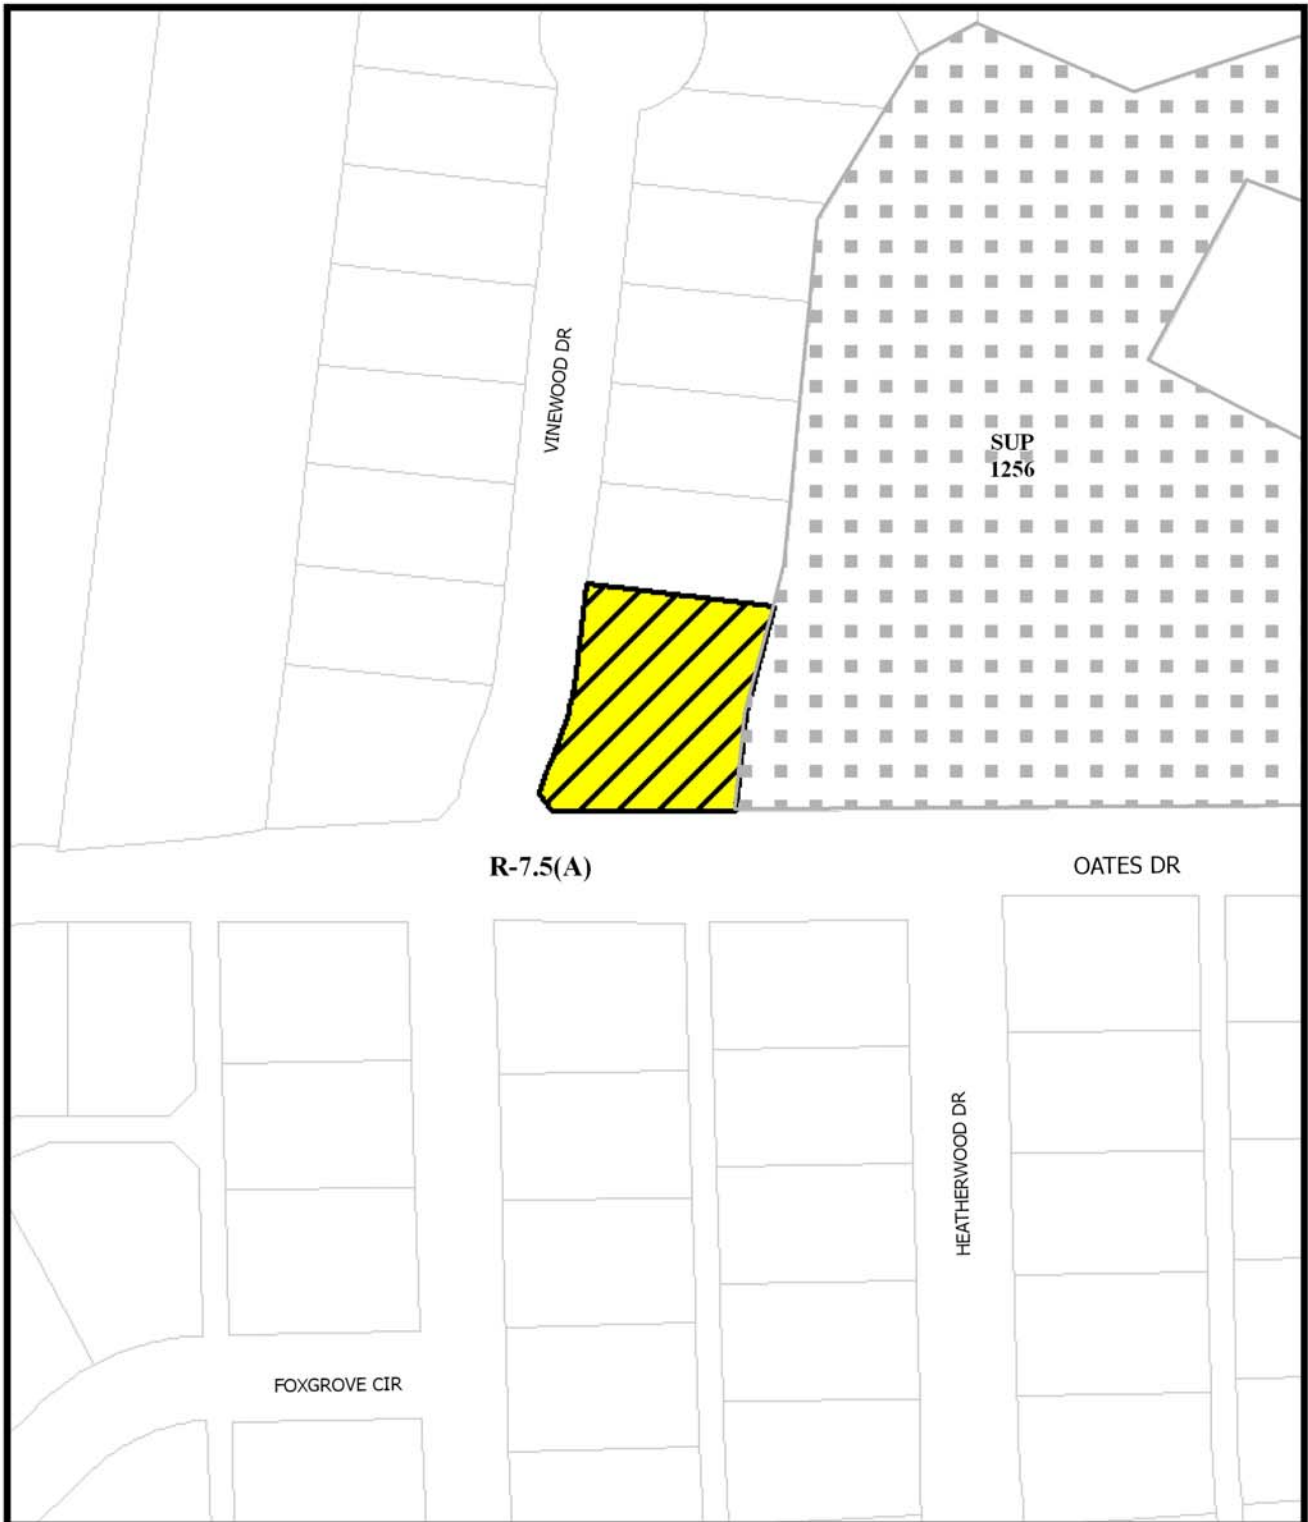 VINEWOOD DR
SUP
1256
R-7.5(A)
OATES DR
HEATHERWOOD DR
FOXGROVE CIR